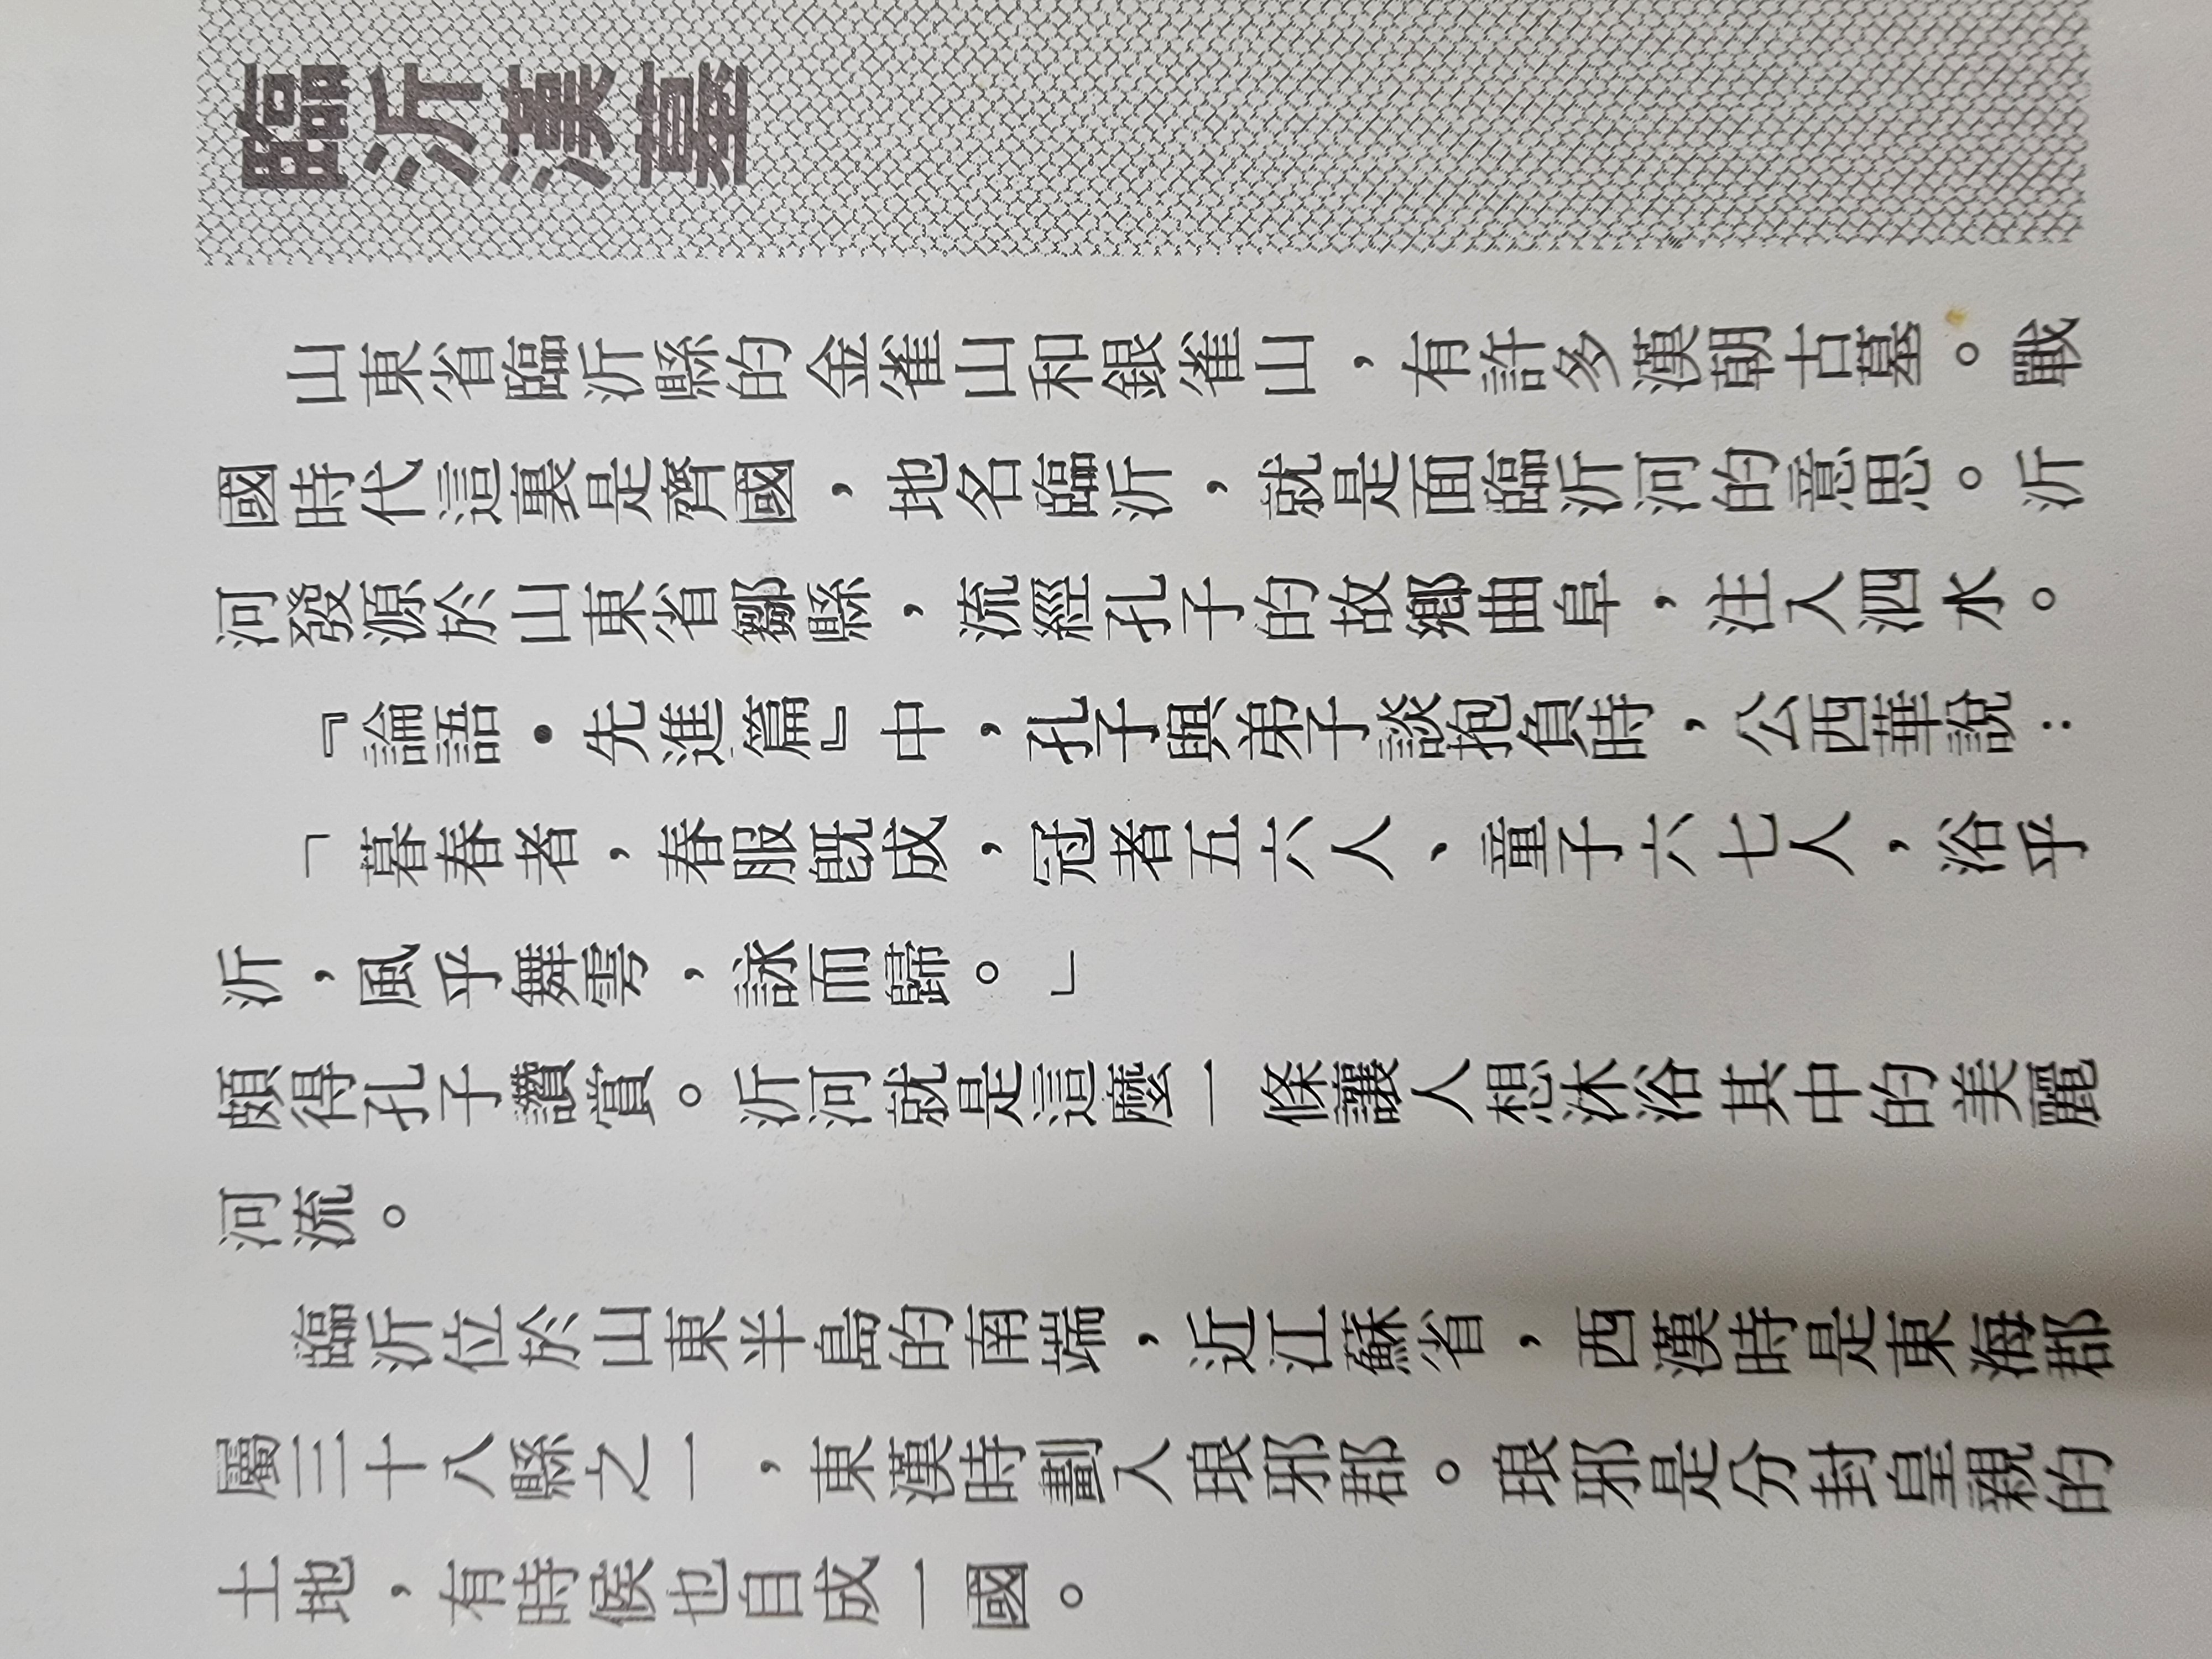 臨沂漢墓
山東省臨沂縣的金雀山和銀雀山，有許多漢朝古墓。戰
國時代這裏是齊國，地名臨沂，就是面臨沂河的意思。沂
河發源於山東省鄒縣，流經孔子的故鄉曲阜，注入泗水。
『論語・先進篇』中，孔子與弟子談抱負時，公西華說：
「暮春者，春服既成，冠者五六人、童子六七人，浴乎
沂，風乎舞雩，詠而歸。」
頗得孔子讚賞。沂河就是這麼一條讓人想沐浴其中的美麗
河流。
臨沂位於山東半島的南端，近江蘇省，西漢時是東海郡
屬三十八縣之一，東漢時劃入琅邪郡。琅邪是分封皇親的
土地，有時候也自成一國。